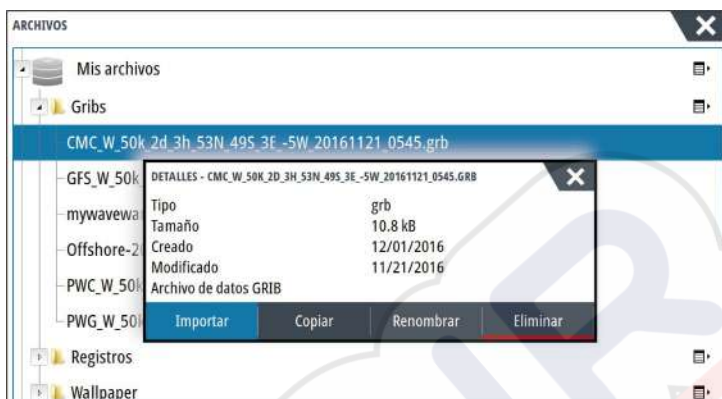 ARCHIVOS
Mis archivos
Gribs
CMC_W_50k_2d_3h_53N_49S_3E_-5W_20161121_0545.grb
GFS_W_50k
DETALLES - CMC_W_50K_2D_3H_53N_49S_3E_-5W_20161121_0545.GRB
Tipo grb
mywavewa
Tamaño 10.8 kB
Creado 12/01/2016
Offshore-2
Modificado 11/21/2016
PWC_W_50k
Archivo de datos GRIB
PWG_W_50k
Importar Copiar Renombrar Eliminar
Registros
Wallpaper